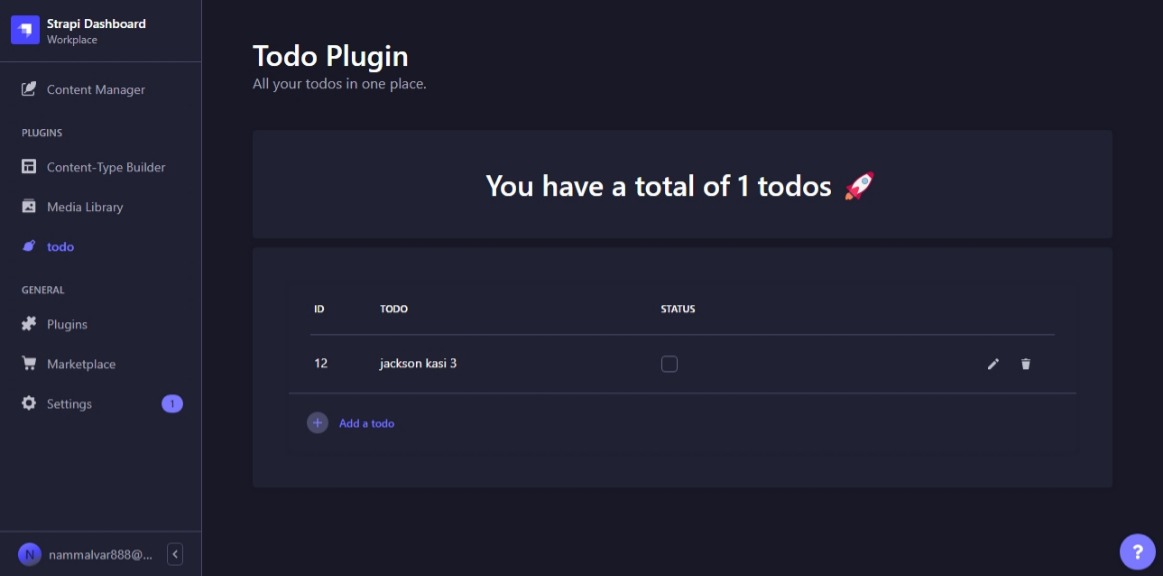 Strapi Dashboard
Workplace
Content Manager
PLUGINS
Content-Type Builder
Media Library
todo
GENERAL
Plugins
Marketplace
Settings 1
N nammalvar888@...
Todo Plugin
All your todos in one place.
You have a total of 1 todos 🚀
ID TODO STATUS
12 jackson kasi 3
+ Add a todo
?